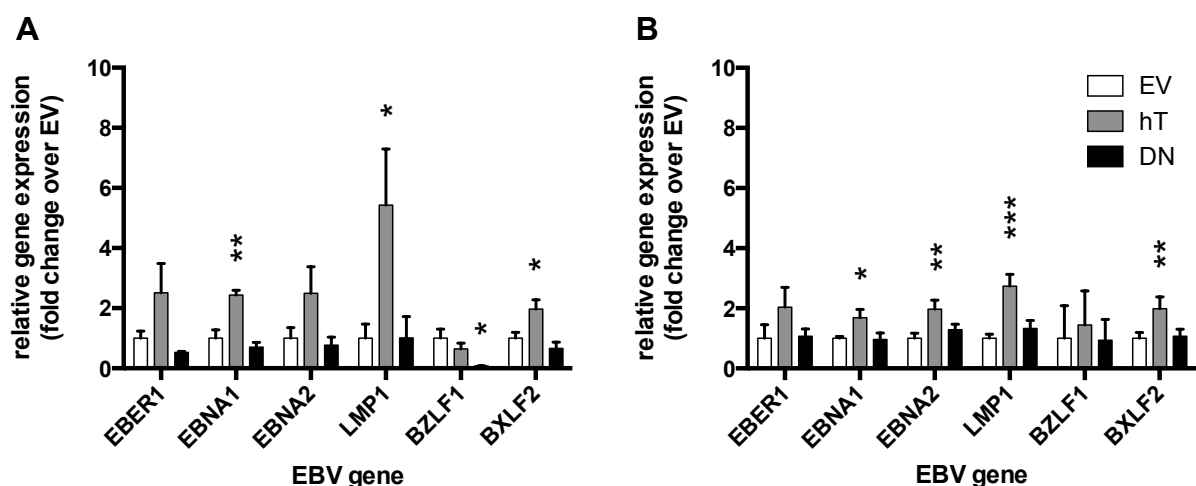 A
relative gene expression
(fold change over EV)
10
8
6
4
2
0
**
*
*
*
EBER1
EBNA1
EBNA2
LMP1
BZLF1
BXLF2
EBV gene
B
relative gene expression
(fold change over EV)
10
8
6
4
2
0
*
**
***
**
EBER1
EBNA1
EBNA2
LMP1
BZLF1
BXLF2
EBV gene
EV
hT
DN